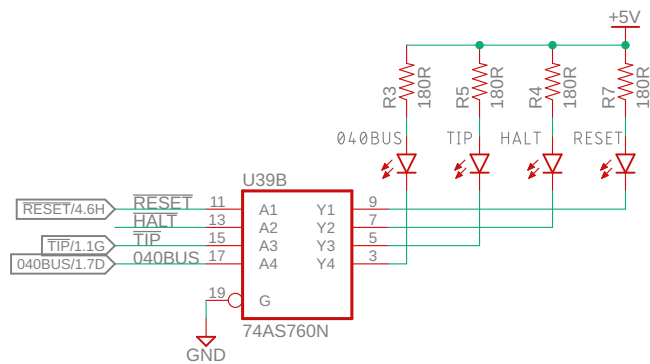 +5V
R3 180R R5 180R R4 180R R7 180R
040BUS TIP HALT RESET
U39B
RESET/4.6H RESET 11 A1 Y1 9
HALT 13 A2 Y2 7
TIP/1.1G TIP 15 A3 Y3 5
040BUS/1.7D 040BUS 17 A4 Y4 3
19 G
74AS760N
GND